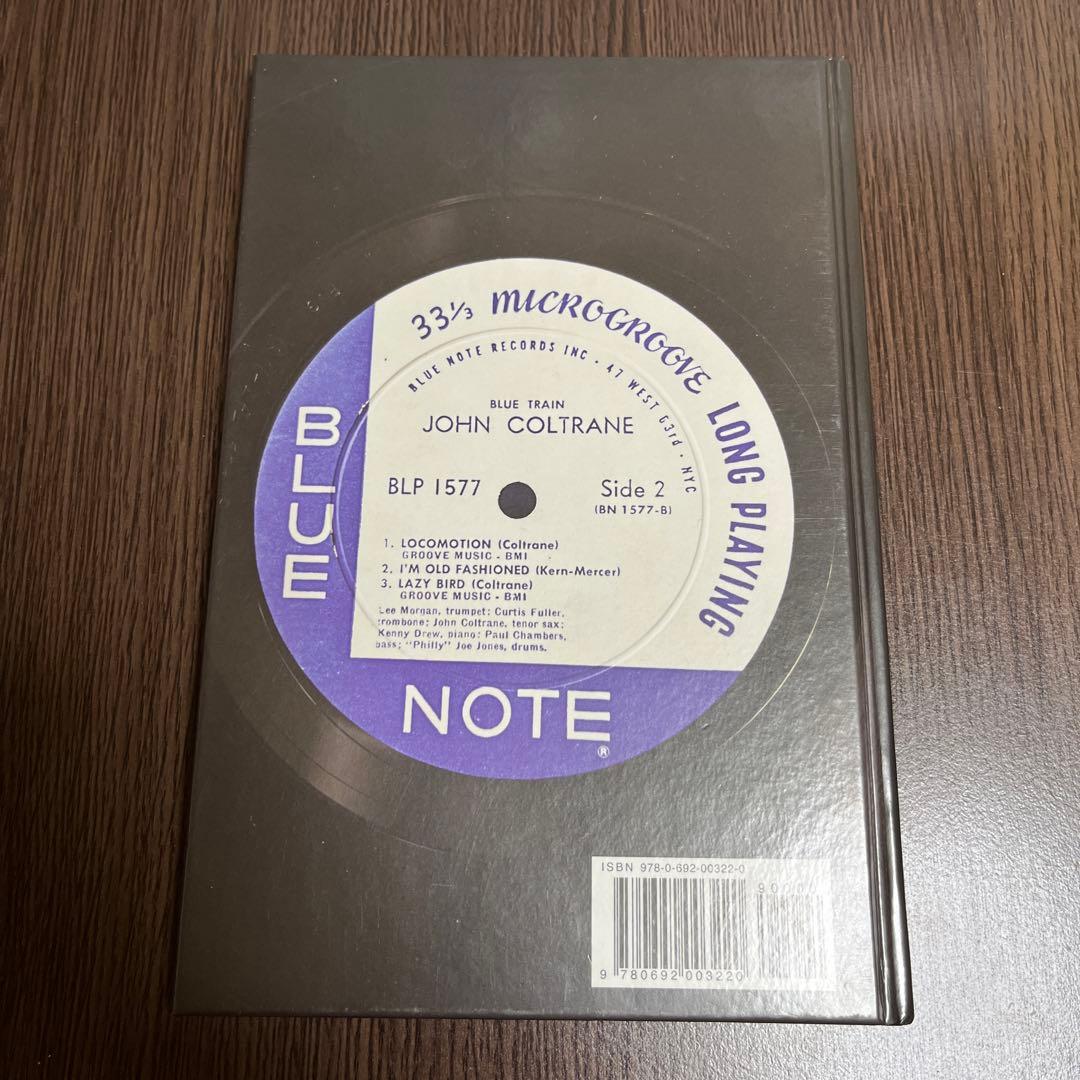 33⅓ MICROGROOVE LONG PLAYING
BLUE NOTE RECORDS INC · 47 WEST 63rd · NYC
BLUE TRAIN
JOHN COLTRANE
BLP 1577
Side 2
(BN 1577-B)
1. LOCOMOTION (Coltrane)
GROOVE MUSIC - BMI
2. I'M OLD FASHIONED (Kern-Mercer)
3. LAZY BIRD (Coltrane)
GROOVE MUSIC - BMI
Lee Morgan, trumpet; Curtis Fuller,
trombone; John Coltrane, tenor sax;
Kenny Drew, piano; Paul Chambers,
bass; "Philly" Joe Jones, drums.
BLUE
NOTE®
ISBN 978-0-692-00322-0
90000
9 780692 003220